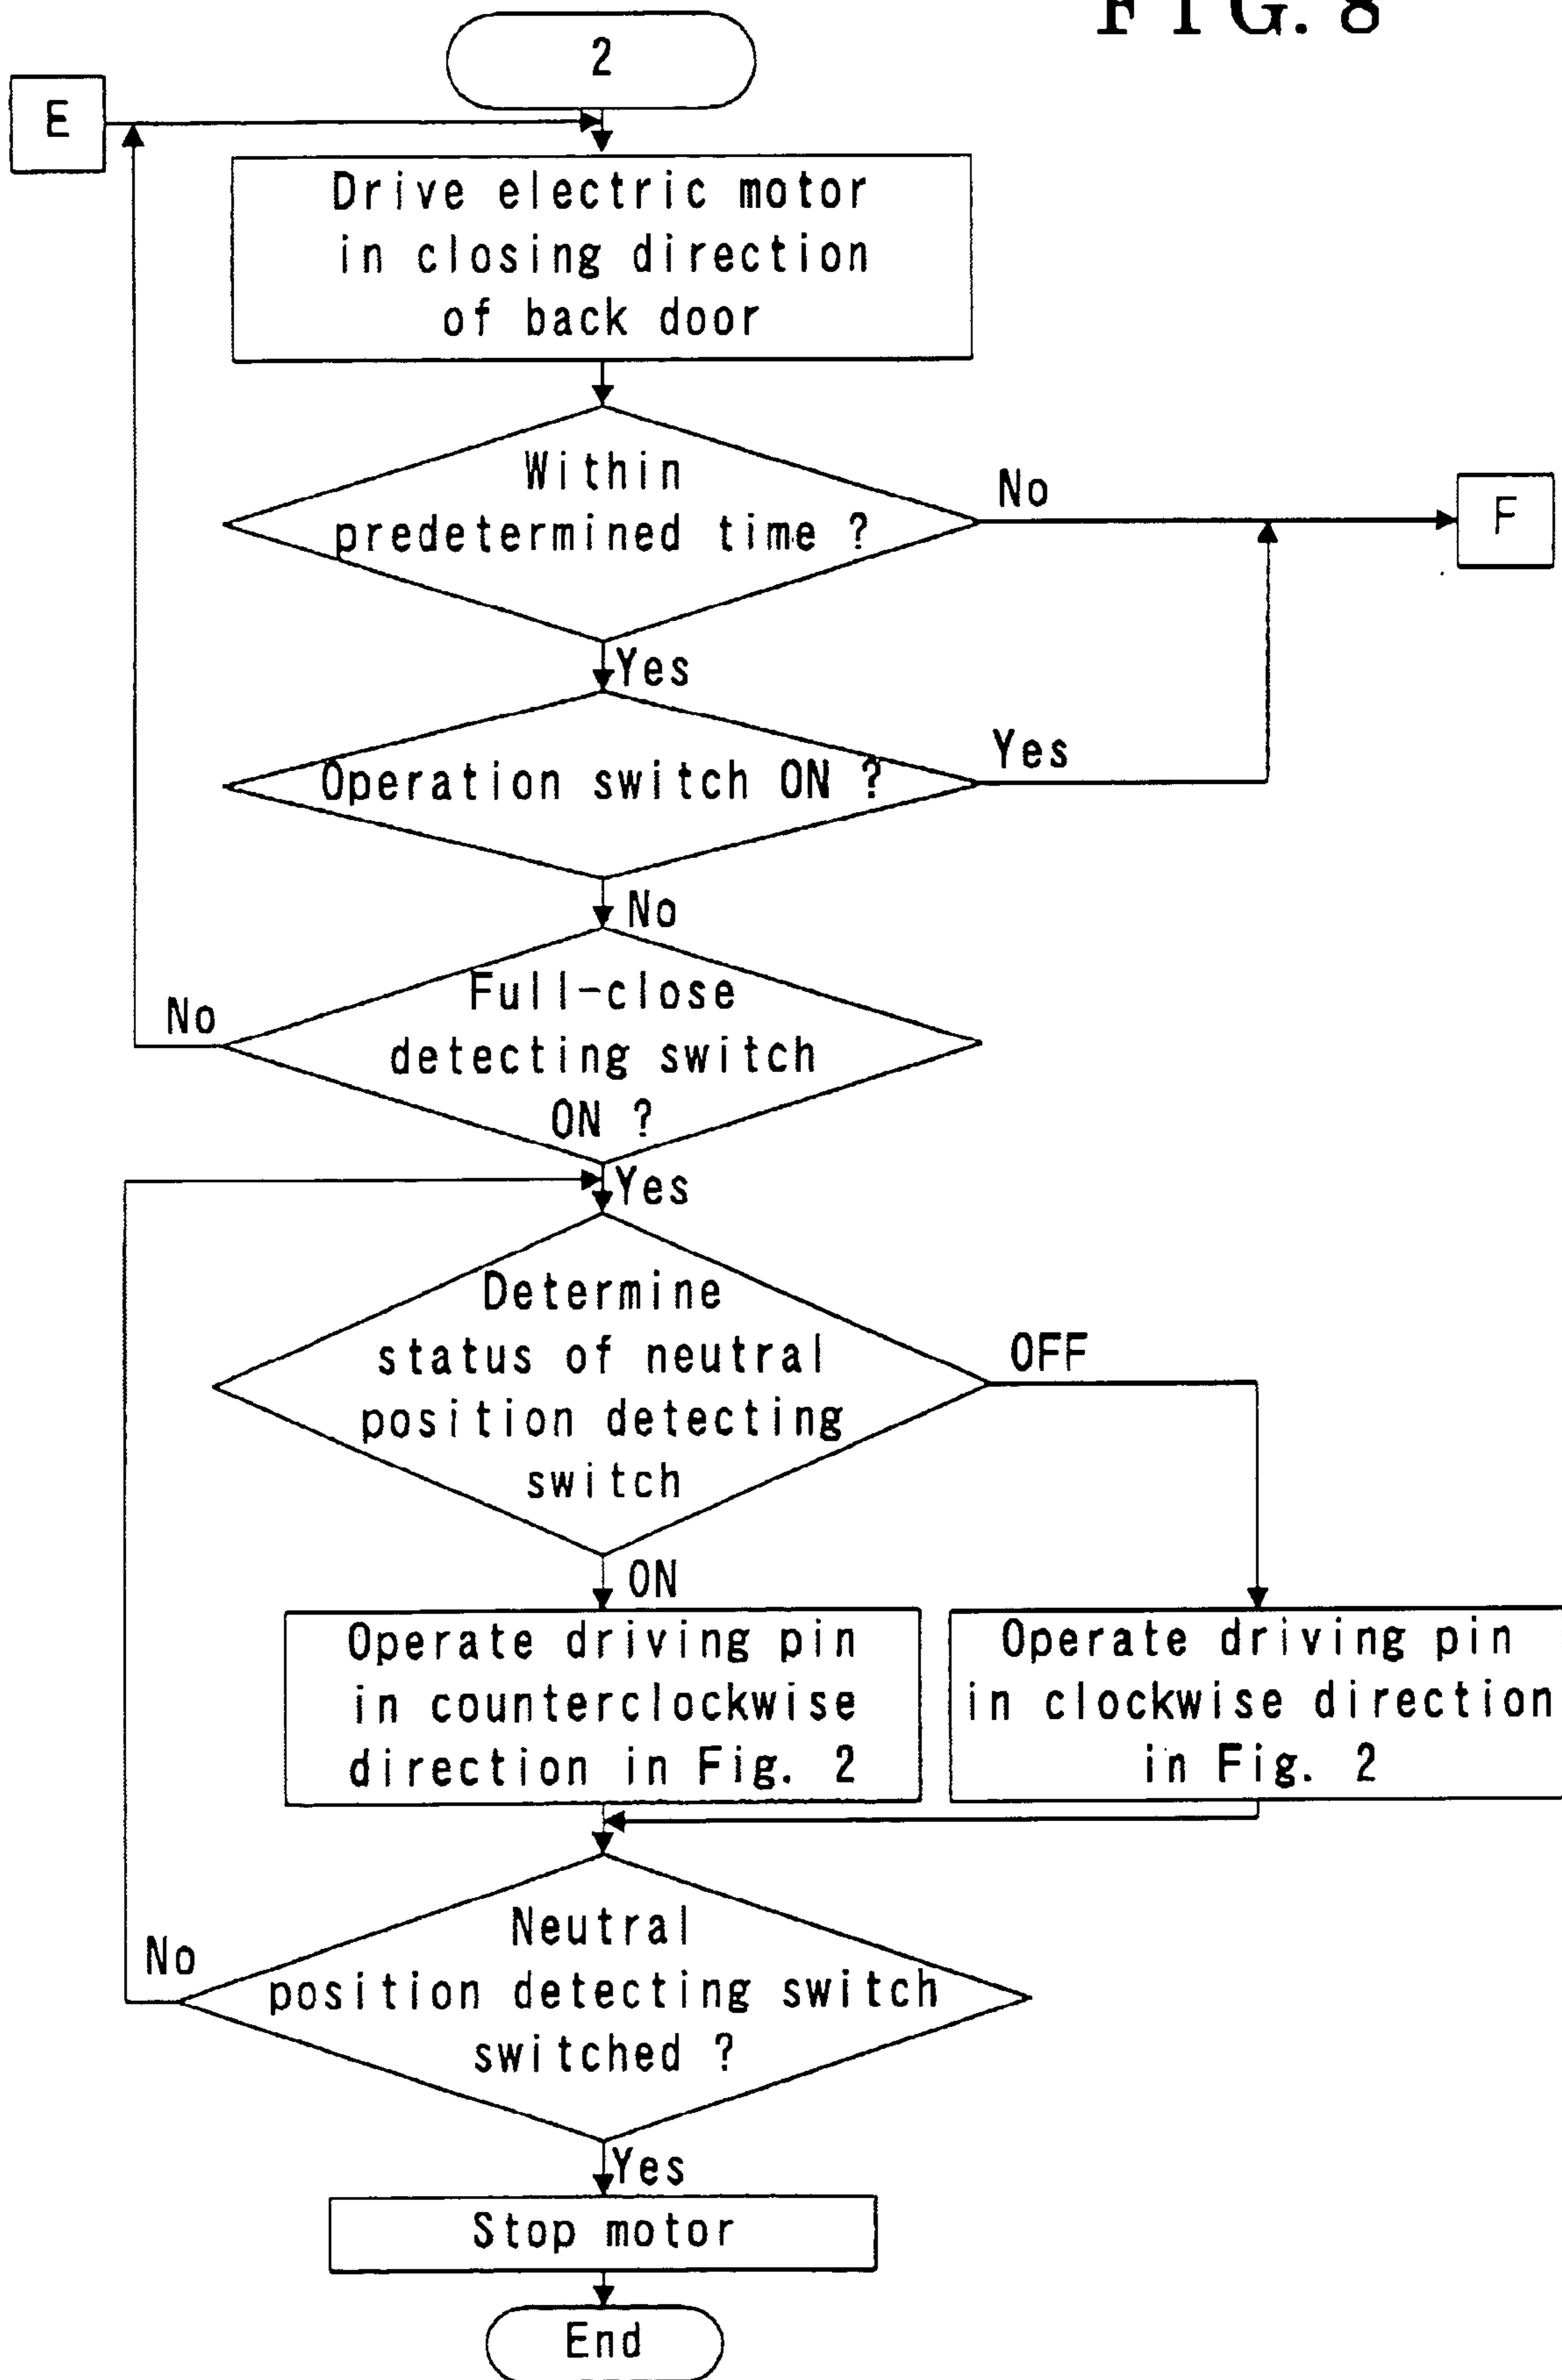 FIG. 8
2
E
Drive electric motor
in closing direction
of back door
Within
predetermined time ?
No
F
Yes
Operation switch ON ?
Yes
No
Full-close
detecting switch
ON ?
No
Yes
Determine
status of neutral
position detecting
switch
OFF
ON
Operate driving pin
in counterclockwise
direction in Fig. 2
Operate driving pin
in clockwise direction
in Fig. 2
Neutral
position detecting switch
switched ?
No
Yes
Stop motor
End